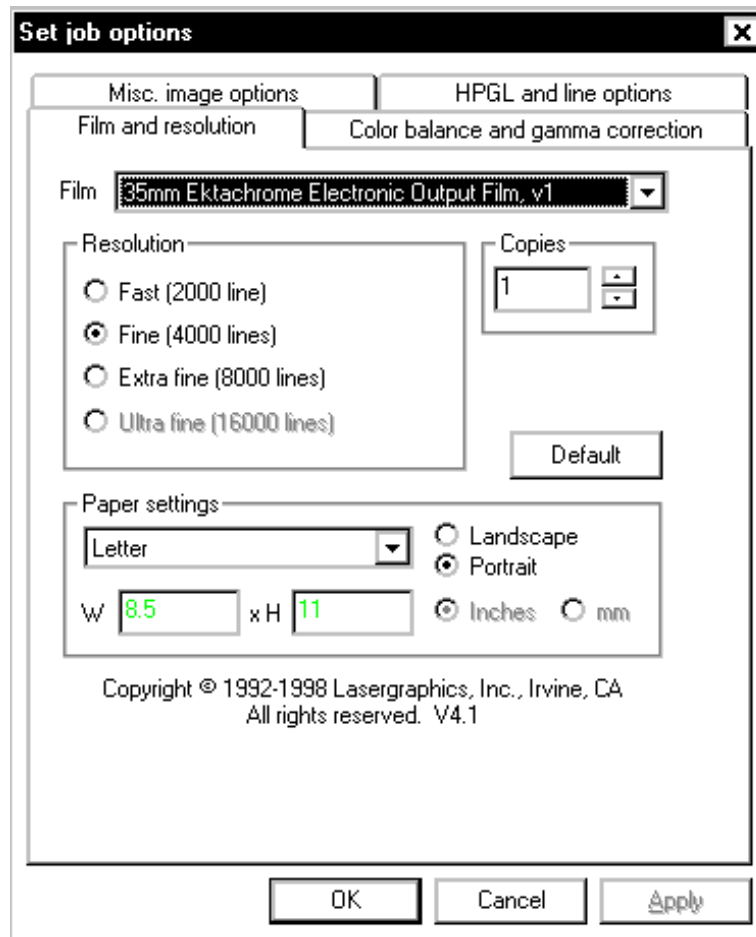 Set job options
Misc. image options
HPGL and line options
Film and resolution
Color balance and gamma correction
Film
35mm Ektachrome Electronic Output Film, v1
Resolution
Fast (2000 line)
Fine (4000 lines)
Extra fine (8000 lines)
Ultra fine (16000 lines)
Copies
1
Default
Paper settings
Letter
Landscape
Portrait
W 8.5 x H 11
Inches
mm
Copyright © 1992-1998 Lasergraphics, Inc., Irvine, CA
All rights reserved. V4.1
OK
Cancel
Apply